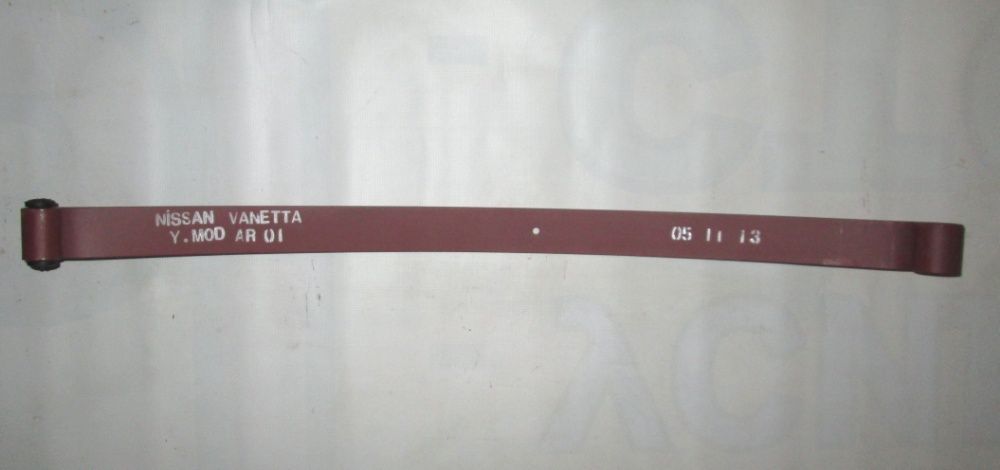 NİSSAN VANETTA
Y.MOD AR 01
05 11 13